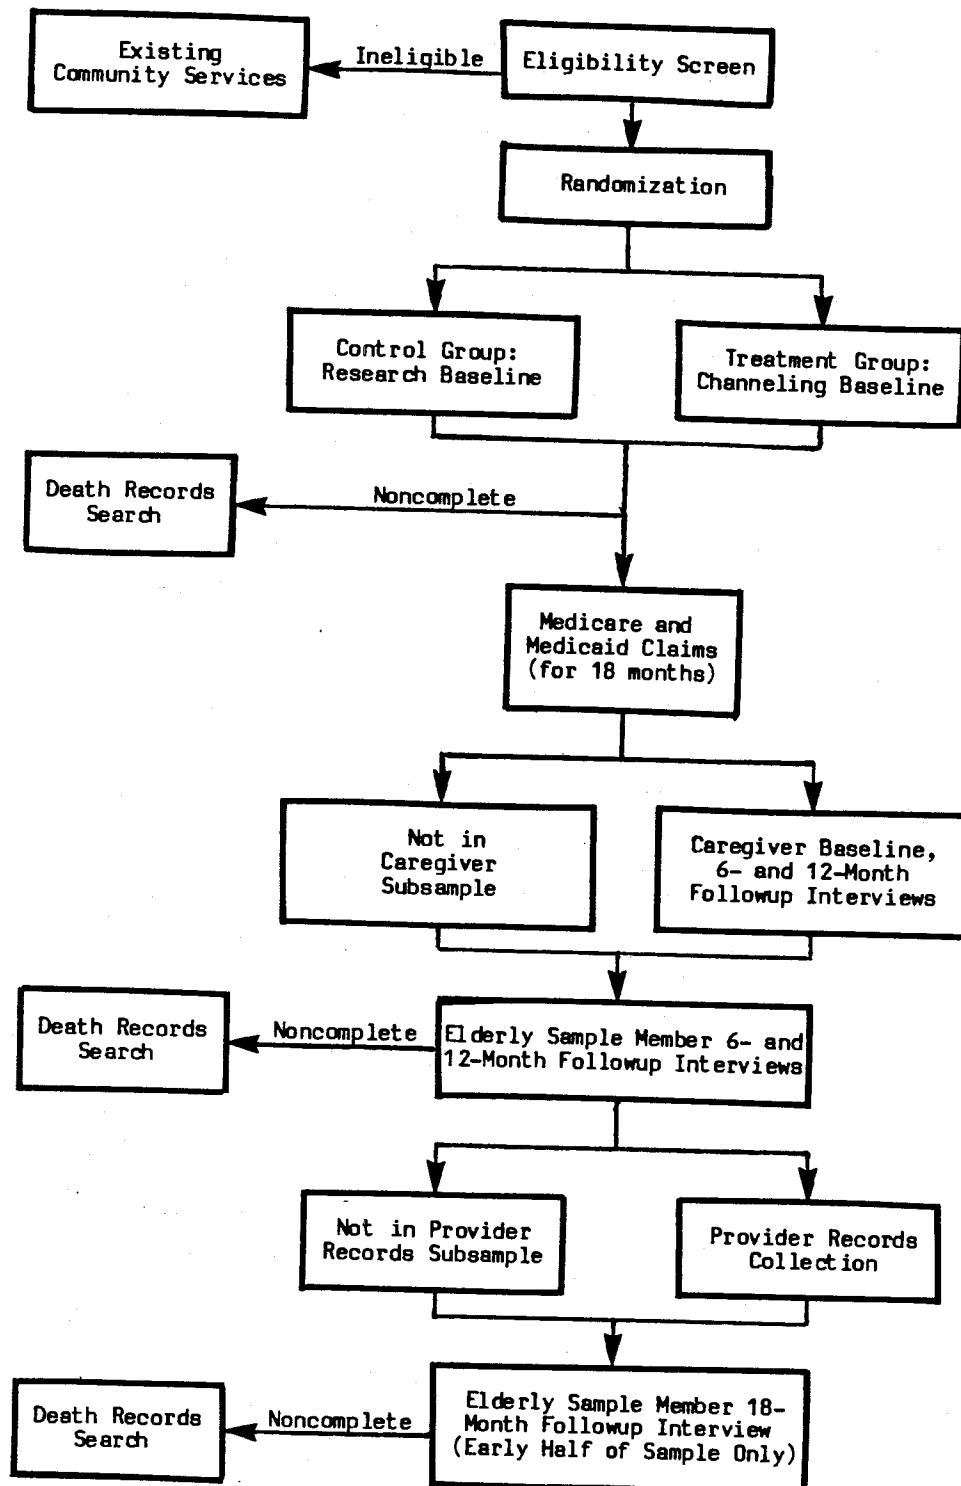 Existing
Community Services
Ineligible
Eligibility Screen
Randomization
Control Group:
Research Baseline
Treatment Group:
Channeling Baseline
Death Records
Search
Noncomplete
Medicare and
Medicaid Claims
(for 18 months)
Not in
Caregiver
Subsample
Caregiver Baseline,
6- and 12-Month
Followup Interviews
Death Records
Search
Noncomplete
Elderly Sample Member 6- and
12-Month Followup Interviews
Not in Provider
Records Subsample
Provider Records
Collection
Death Records
Search
Noncomplete
Elderly Sample Member 18-
Month Followup Interview
(Early Half of Sample Only)